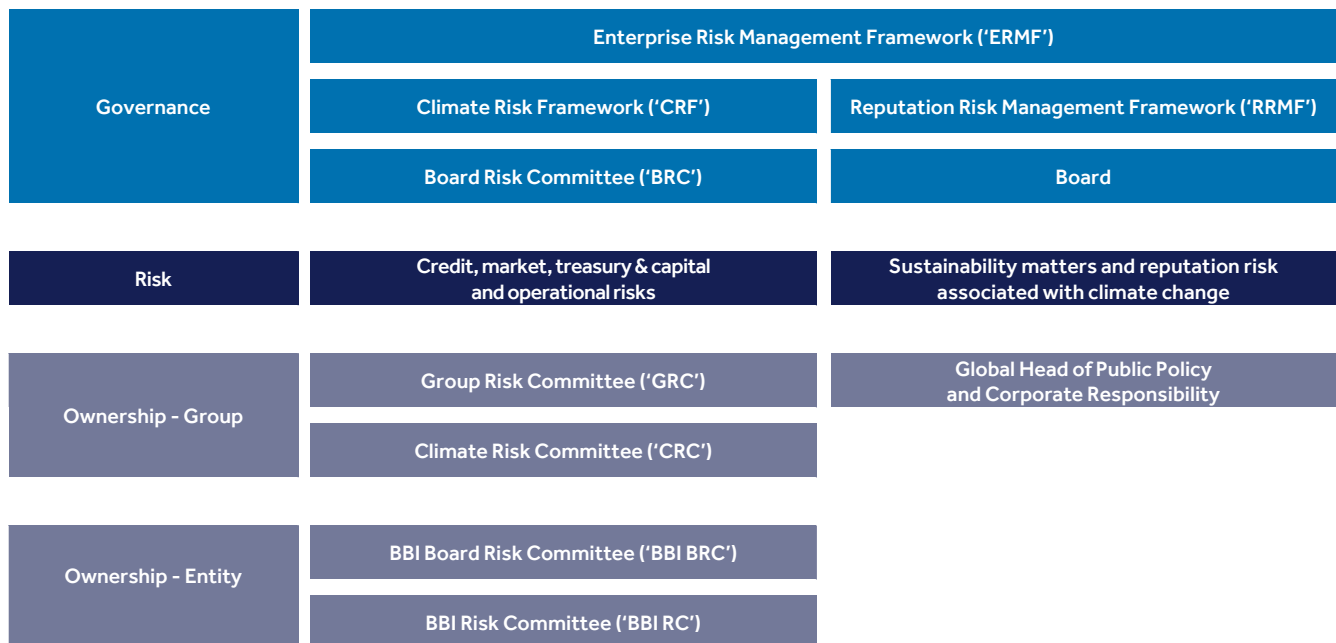 Governance
Enterprise Risk Management Framework (‘ERMF’)
Climate Risk Framework (‘CRF’)
Reputation Risk Management Framework (‘RRMF’)
Board Risk Committee (‘BRC’)
Board
Risk
Credit, market, treasury & capital
and operational risks
Sustainability matters and reputation risk
associated with climate change
Ownership - Group
Group Risk Committee (‘GRC’)
Global Head of Public Policy
and Corporate Responsibility
Climate Risk Committee (‘CRC’)
Ownership - Entity
BBI Board Risk Committee (‘BBI BRC’)
BBI Risk Committee (‘BBI RC’)